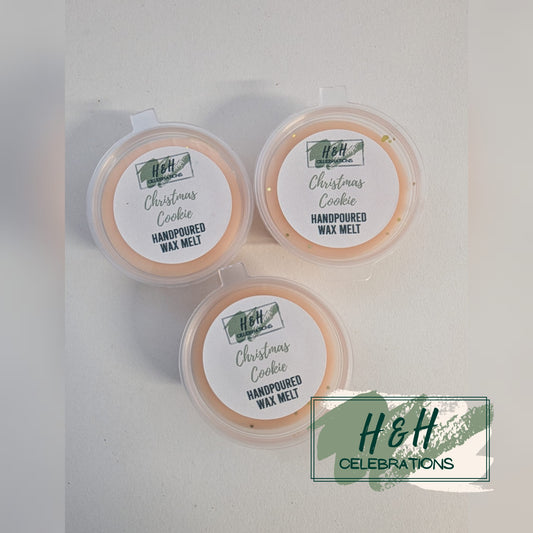 H&H
CELEBRATIONS
Christmas
Cookie
HANDPOURED
WAX MELT
H&H
CELEBRATIONS
Christmas
Cookie
HANDPOURED
WAX MELT
H&H
CELEBRATIONS
Christmas
Cookie
HANDPOURED
WAX MELT
H&H
CELEBRATIONS